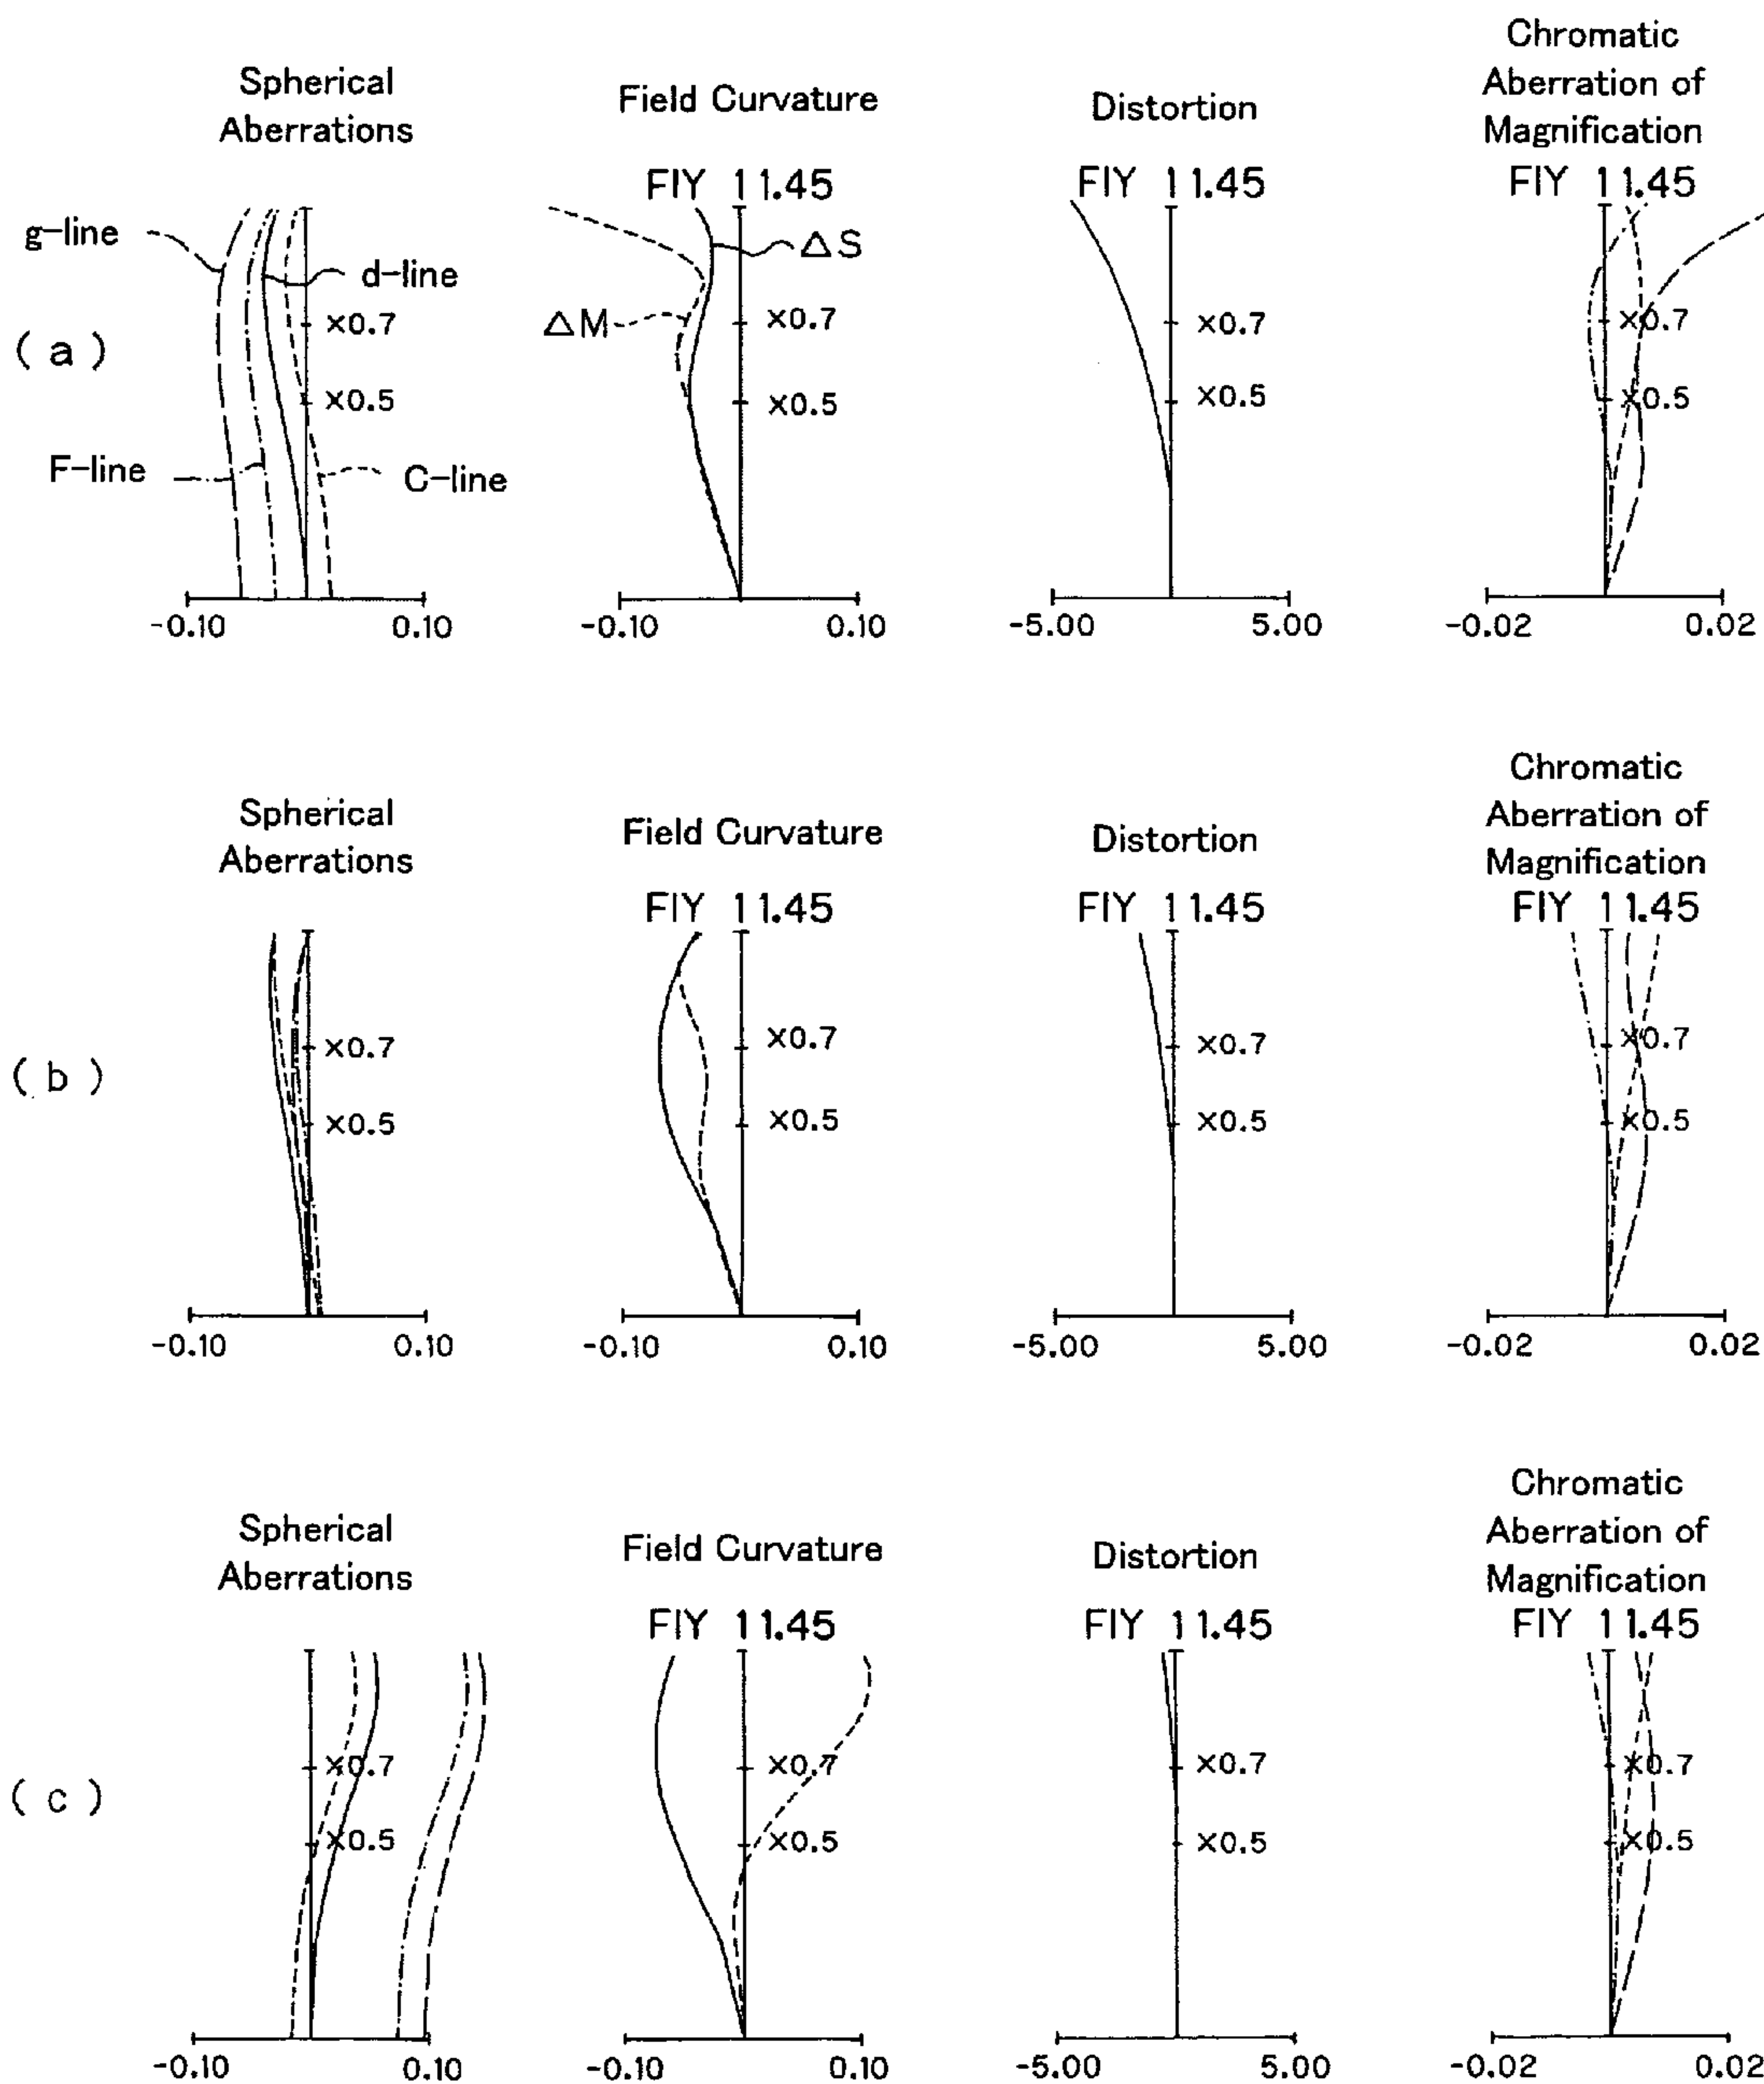 Spherical
Aberrations
Field Curvature
FIY 11.45
Distortion
FIY 11.45
Chromatic
Aberration of
Magnification
FIY 11.45
(a)
g-line
d-line
F-line
C-line
×0.7
×0.5
-0.10 0.10
ΔS
ΔM
×0.7
×0.5
-0.10 0.10
×0.7
×0.5
-5.00 5.00
×0.7
×0.5
-0.02 0.02
Spherical
Aberrations
Field Curvature
FIY 11.45
Distortion
FIY 11.45
Chromatic
Aberration of
Magnification
FIY 11.45
(b)
×0.7
×0.5
-0.10 0.10
×0.7
×0.5
-0.10 0.10
×0.7
×0.5
-5.00 5.00
×0.7
×0.5
-0.02 0.02
Spherical
Aberrations
Field Curvature
FIY 11.45
Distortion
FIY 11.45
Chromatic
Aberration of
Magnification
FIY 11.45
(c)
×0.7
×0.5
-0.10 0.10
×0.7
×0.5
-0.10 0.10
×0.7
×0.5
-5.00 5.00
×0.7
×0.5
-0.02 0.02